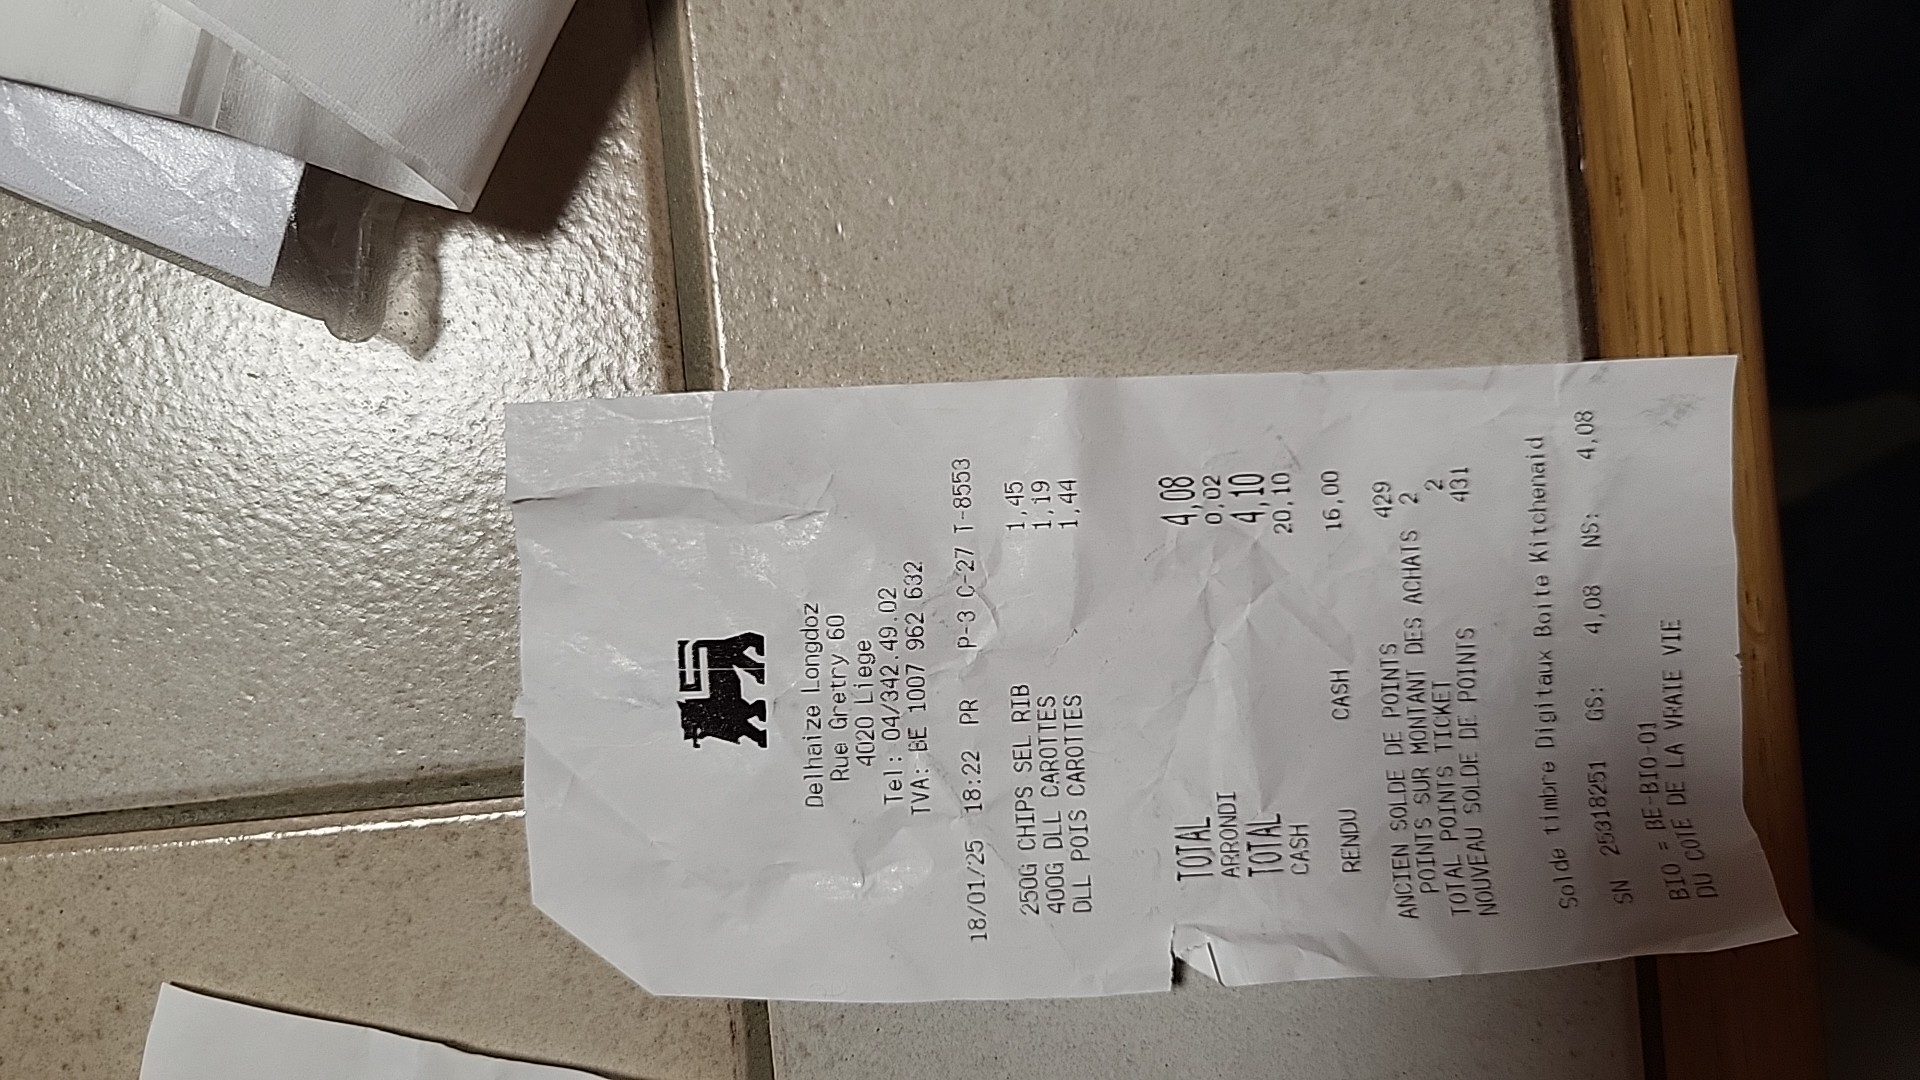 Delhaize Longdoz
Rue Gretry 60
4020 Liege
Tel: 04/342.49.02
TVA: BE 1007 962 632
18/01/25 18:22 PR P-3 C-27 T-8553
250G CHIPS SEL RIB 1,45
400G DLL CAROTTES 1,19
DLL POIS CAROTTES 1,44
TOTAL 4,08
ARRONDI 0,02
TOTAL 4,10
CASH 20,10
RENDU CASH 16,00
ANCIEN SOLDE DE POINTS 429
POINTS SUR MONTANT DES ACHATS 2
TOTAL POINTS TICKET 2
NOUVEAU SOLDE DE POINTS 431
Solde timbre Digitaux Boite Kitchenaid
SN 25318251 GS: 4,08 NS: 4,08
BIO = BE-BIO-01
DU COTE DE LA VRAIE VIE